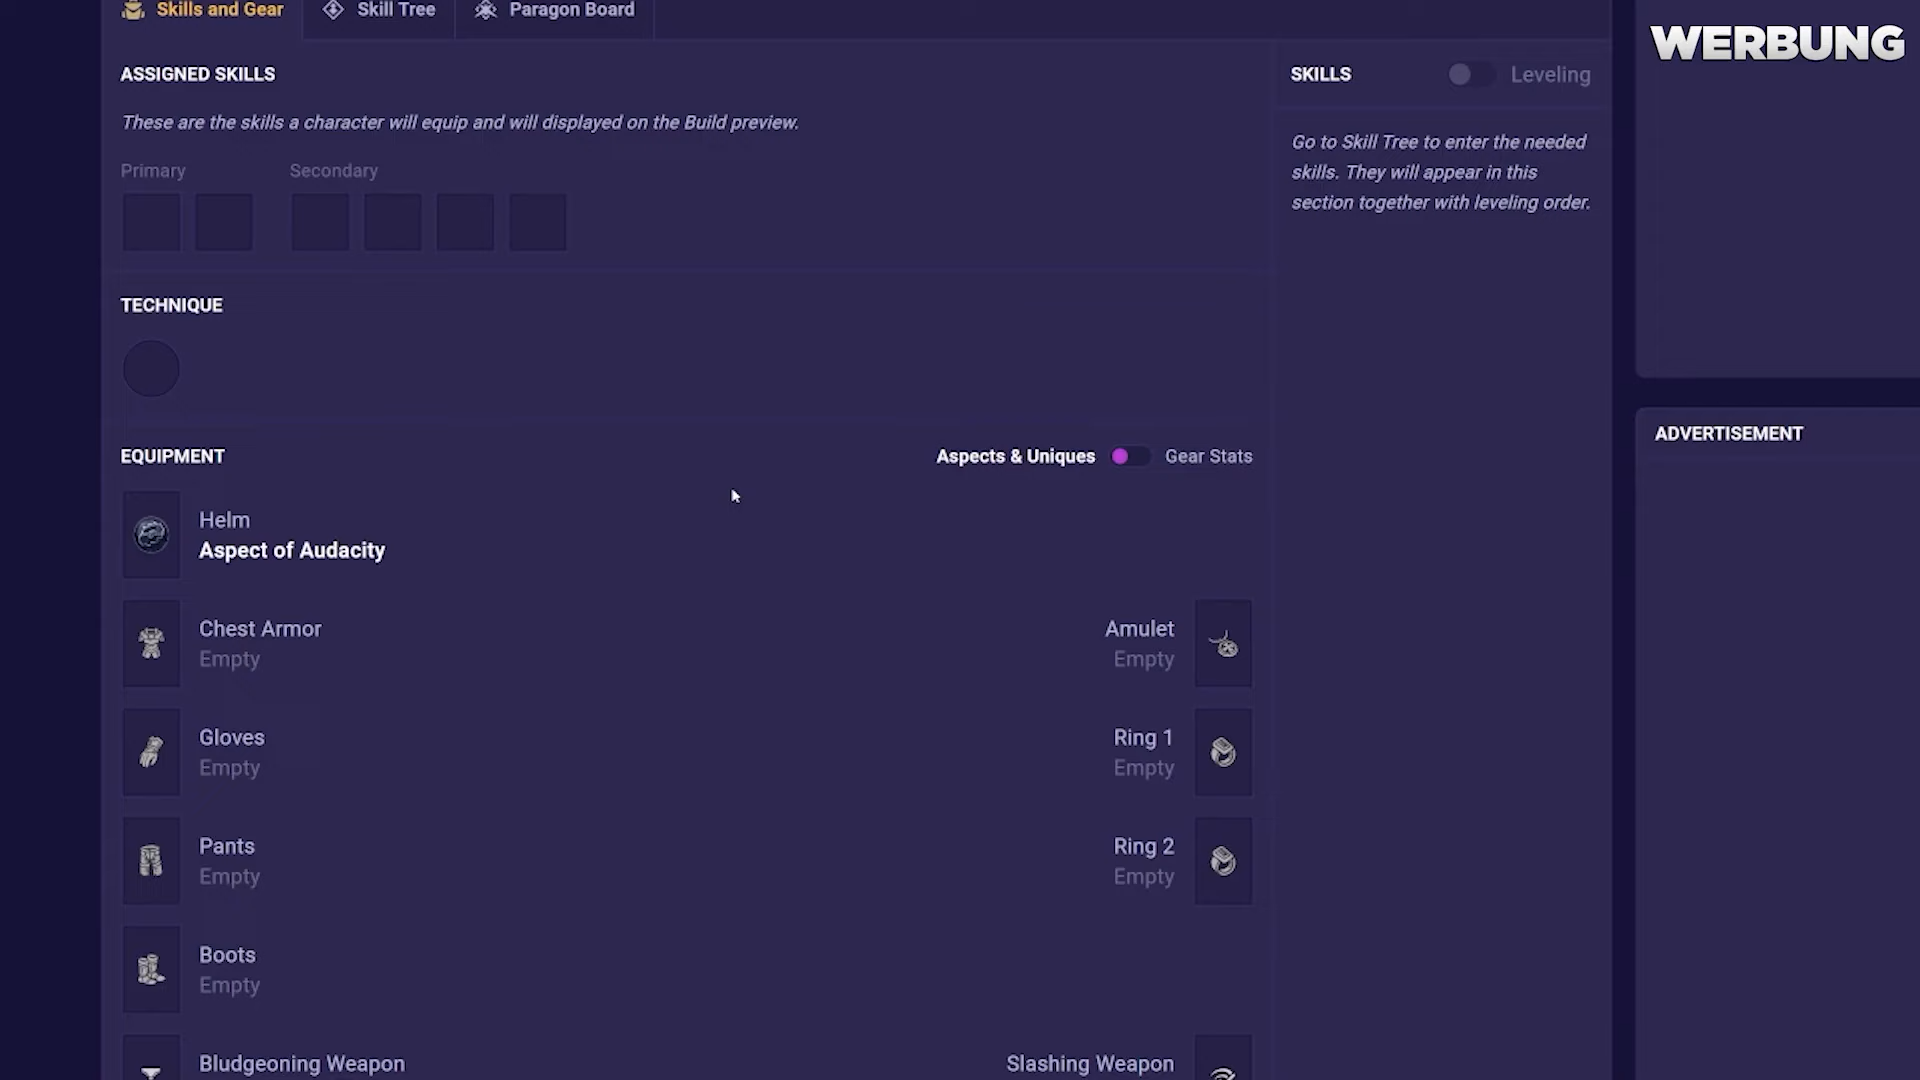 Skills and Gear
Skill Tree
Paragon Board
WERBUNG
ASSIGNED SKILLS
These are the skills a character will equip and will displayed on the Build preview.
Primary
Secondary
SKILLS
Leveling
Go to Skill Tree to enter the needed
skills. They will appear in this
section together with leveling order.
TECHNIQUE
EQUIPMENT
Aspects & Uniques
Gear Stats
ADVERTISEMENT
Helm
Aspect of Audacity
Chest Armor
Empty
Amulet
Empty
Gloves
Empty
Ring 1
Empty
Pants
Empty
Ring 2
Empty
Boots
Empty
Bludgeoning Weapon
Slashing Weapon